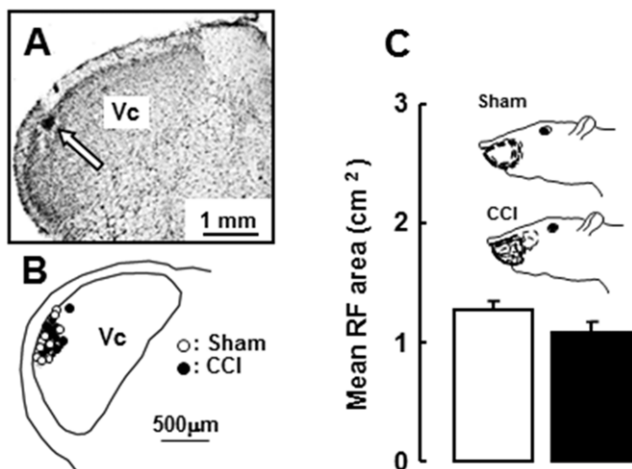 A
Vc
1 mm
B
Vc
○: Sham
●: CCI
500μm
C
Mean RF area (cm²)
3
2
1
0
Sham
CCI